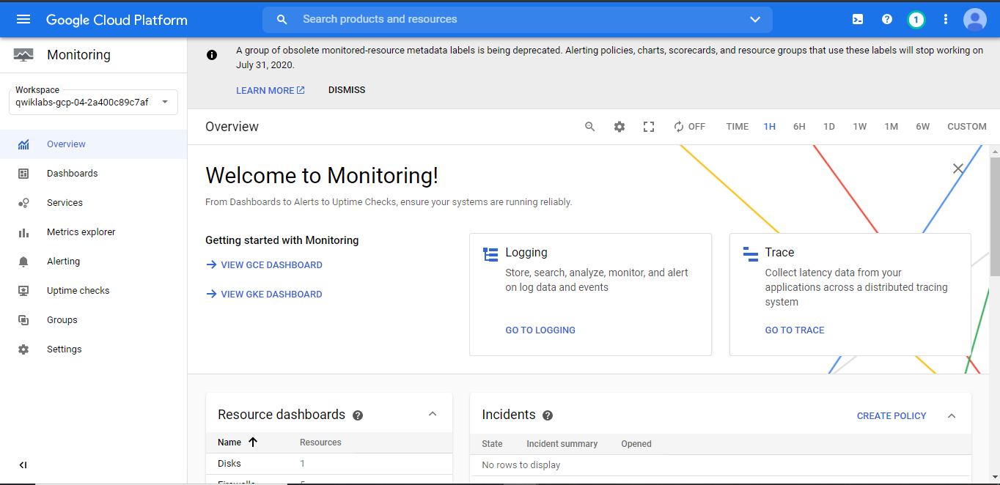 Google Cloud Platform
Search products and resources
1
Monitoring
Workspace
qwiklabs-gcp-04-2a400c89c7af
Overview
Dashboards
Services
Metrics explorer
Alerting
Uptime checks
Groups
Settings
A group of obsolete monitored-resource metadata labels is being deprecated. Alerting policies, charts, scorecards, and resource groups that use these labels will stop working on
July 31, 2020.
LEARN MORE DISMISS
Overview OFF TIME 1H 6H 1D 1W 1M 6W CUSTOM
Welcome to Monitoring!
From Dashboards to Alerts to Uptime Checks, ensure your systems are running reliably.
Getting started with Monitoring
VIEW GCE DASHBOARD
VIEW GKE DASHBOARD
Logging
Store, search, analyze, monitor, and alert
on log data and events
GO TO LOGGING
Trace
Collect latency data from your
applications across a distributed tracing
system
GO TO TRACE
Resource dashboards
Name Resources
Disks 1
Incidents CREATE POLICY
State Incident summary Opened
No rows to display